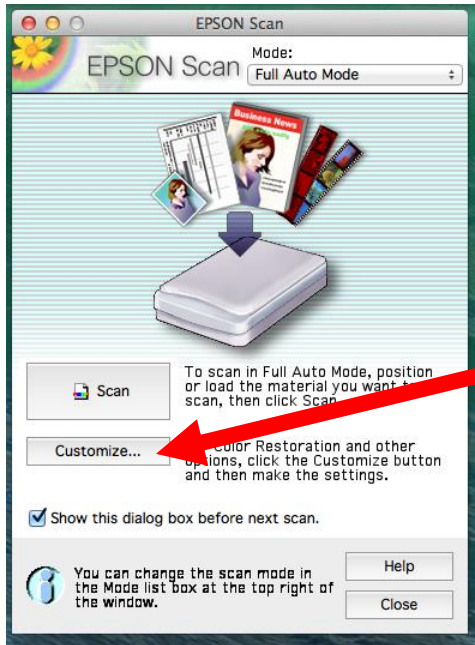 EPSON Scan
EPSON Scan
Mode:
Full Auto Mode
Business News
Scan
To scan in Full Auto Mode, position
or load the material you want to
scan, then click Scan.
Customize...
Color Restoration and other
options, click the Customize button
and then make the settings.
Show this dialog box before next scan.
You can change the scan mode in
the Mode list box at the top right of
the window.
Help
Close